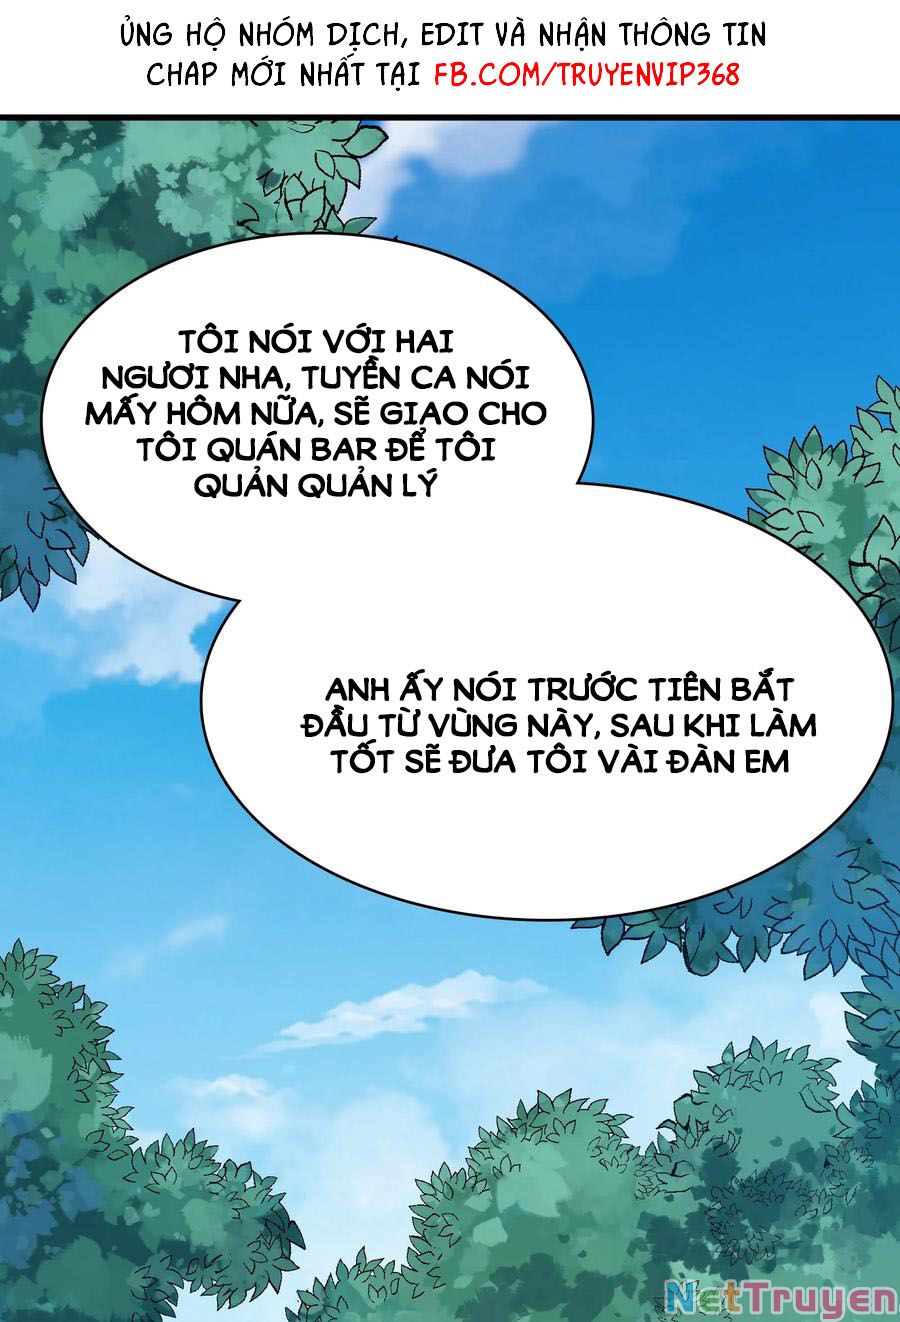 ỦNG HỘ NHÓM DỊCH, EDIT VÀ NHẬN THÔNG TIN
CHAP MỚI NHẤT TẠI FB.COM/TRUYENVIP368
TÔI NÓI VỚI HAI
NGƯƠI NHA, TUYỀN CA NÓI
MẤY HÔM NỮA, SẼ GIAO CHO
TÔI QUÁN BAR ĐỂ TÔI
QUẢN QUẢN LÝ
ANH ẤY NÓI TRƯỚC TIÊN BẮT
ĐẦU TỪ VÙNG NÀY, SAU KHI LÀM
TỐT SẼ ĐƯA TÔI VÀI ĐÀN EM
NetTruyen